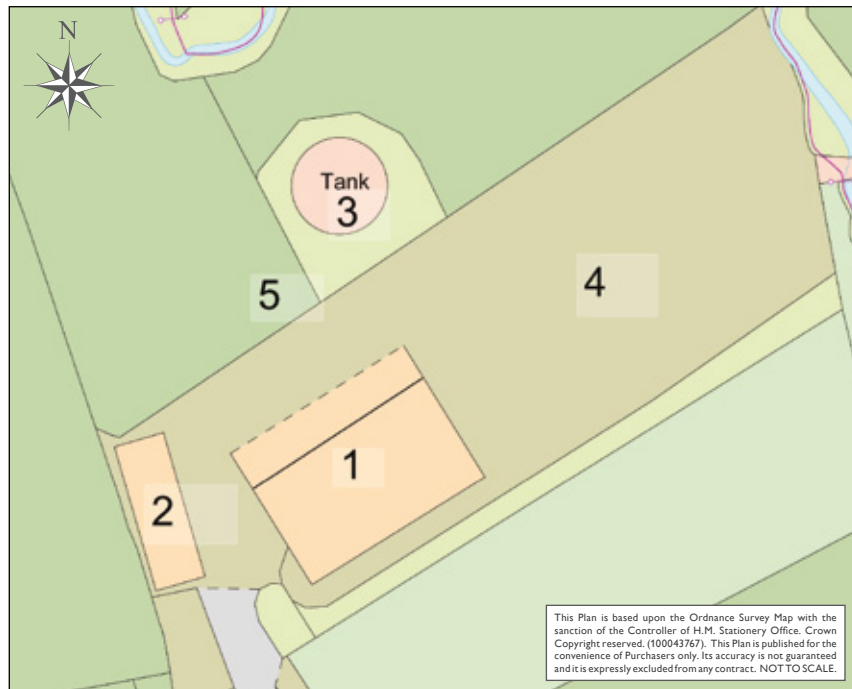 N
Tank
3
4
5
1
2
This Plan is based upon the Ordnance Survey Map with the
sanction of the Controller of H.M. Stationery Office. Crown
Copyright reserved. (100043767). This Plan is published for the
convenience of Purchasers only. Its accuracy is not guaranteed
and it is expressly excluded from any contract. NOT TO SCALE.